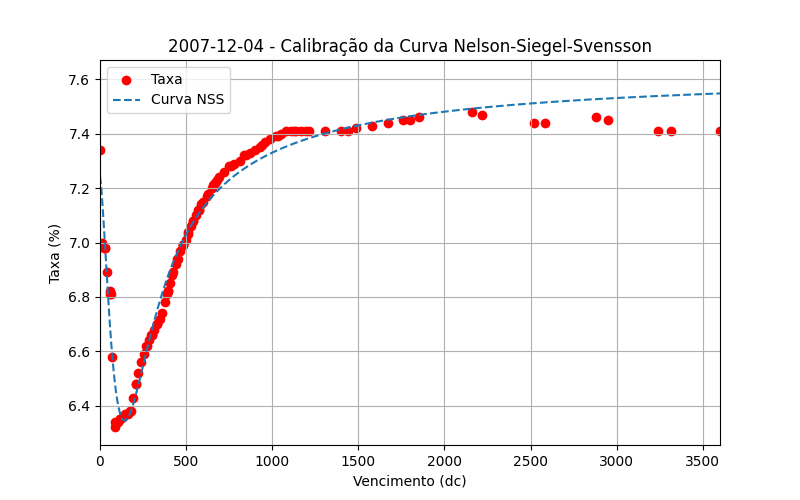 2007-12-04 - Calibração da Curva Nelson-Siegel-Svensson
Taxa
Curva NSS
Taxa (%)
7.6
7.4
7.2
7.0
6.8
6.6
6.4
0 500 1000 1500 2000 2500 3000 3500
Vencimento (dc)